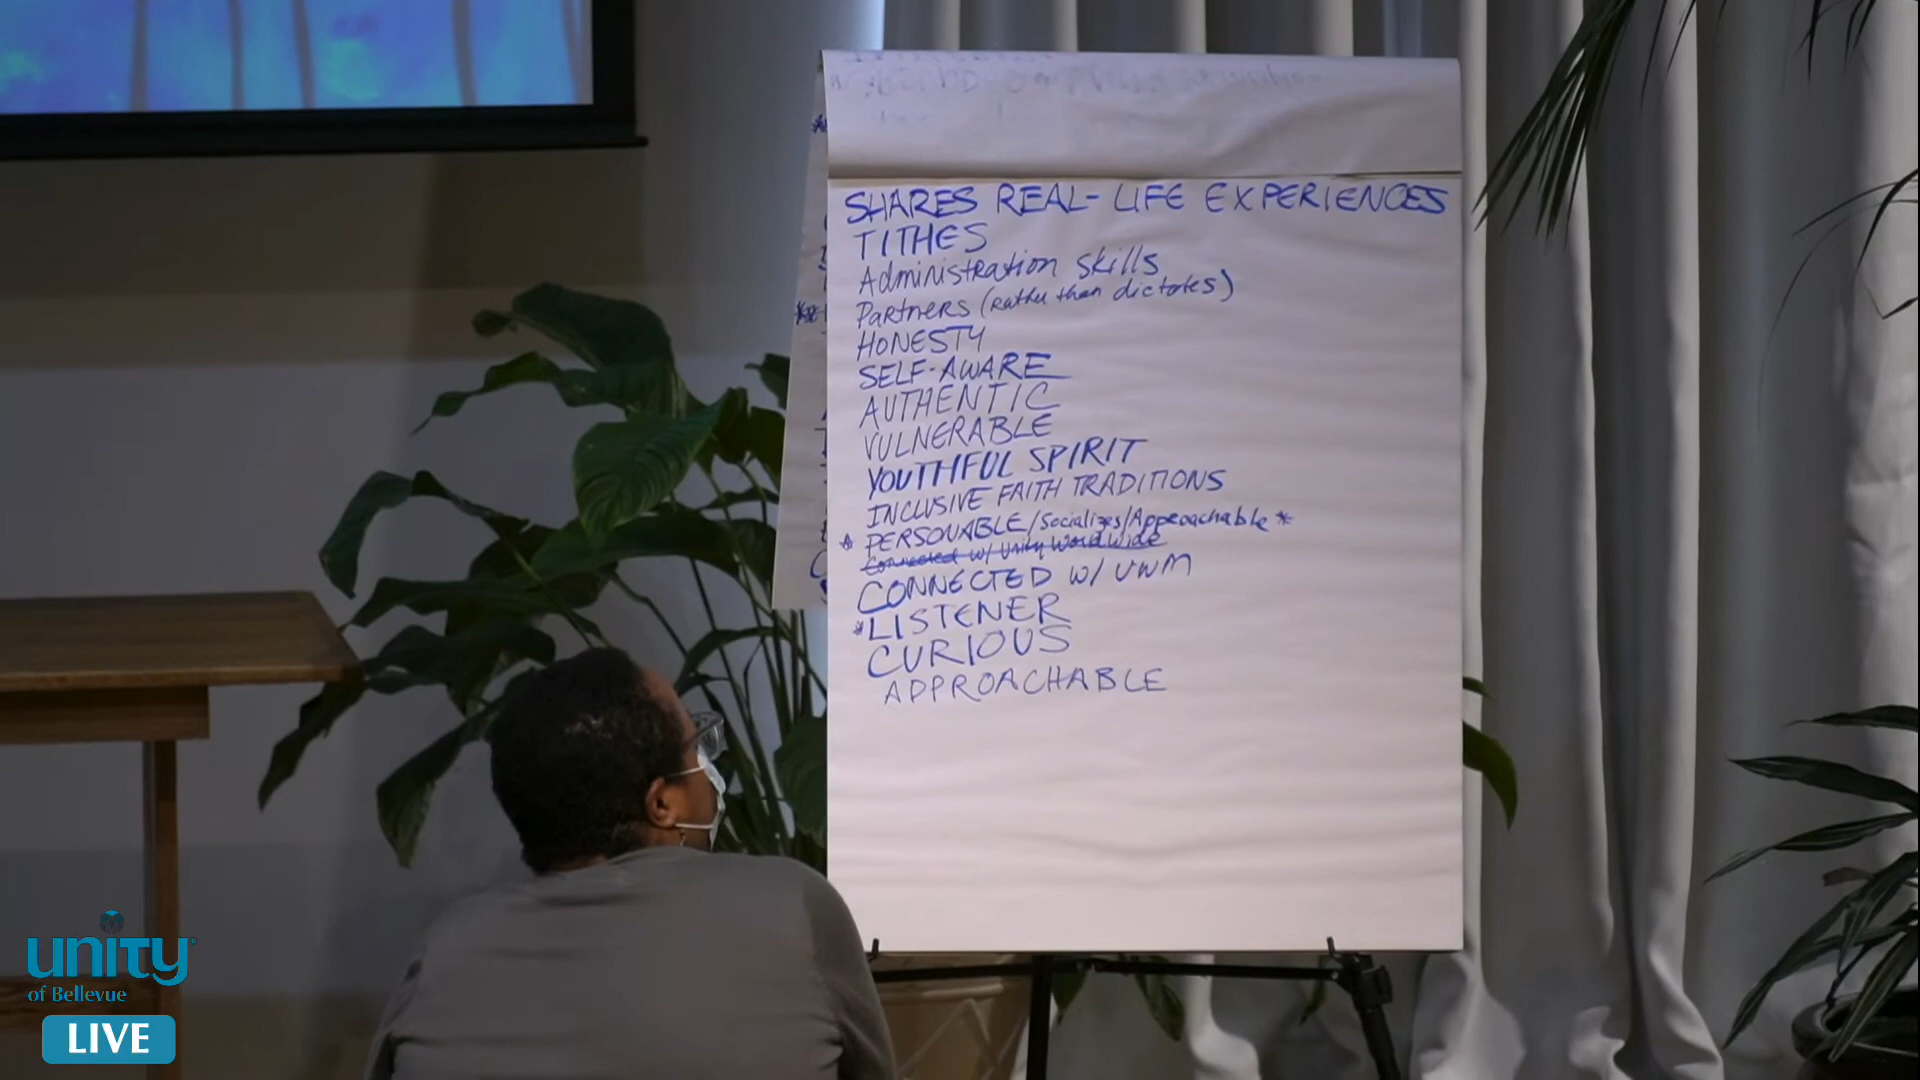 SHARES REAL-LIFE EXPERIENCES
TITHES
Administration skills
Partners (rather than dictates)
HONESTY
SELF-AWARE
AUTHENTIC
VULNERABLE
YOUTHFUL SPIRIT
INCLUSIVE FAITH TRADITIONS
* PERSONABLE/Socializes/Approachable *
Connected w/ Unity World Wide
CONNECTED w/ UWM
*LISTENER
CURIOUS
APPROACHABLE
unity
of Bellevue
LIVE